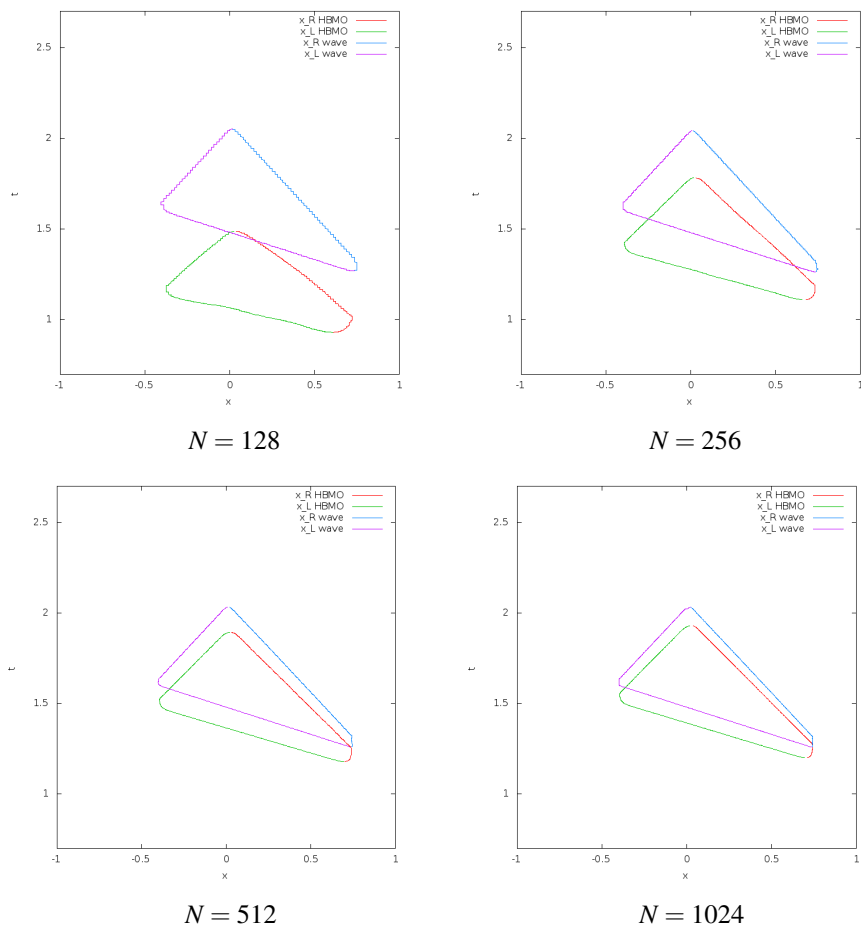 2.5
2
1.5
1
-1
-0.5
0
0.5
1
t
x
x_R HBMO
x_L HBMO
x_R wave
x_L wave
N = 128
2.5
2
1.5
1
-1
-0.5
0
0.5
1
t
x
x_R HBMO
x_L HBMO
x_R wave
x_L wave
N = 256
2.5
2
1.5
1
-1
-0.5
0
0.5
1
t
x
x_R HBMO
x_L HBMO
x_R wave
x_L wave
N = 512
2.5
2
1.5
1
-1
-0.5
0
0.5
1
t
x
x_R HBMO
x_L HBMO
x_R wave
x_L wave
N = 1024